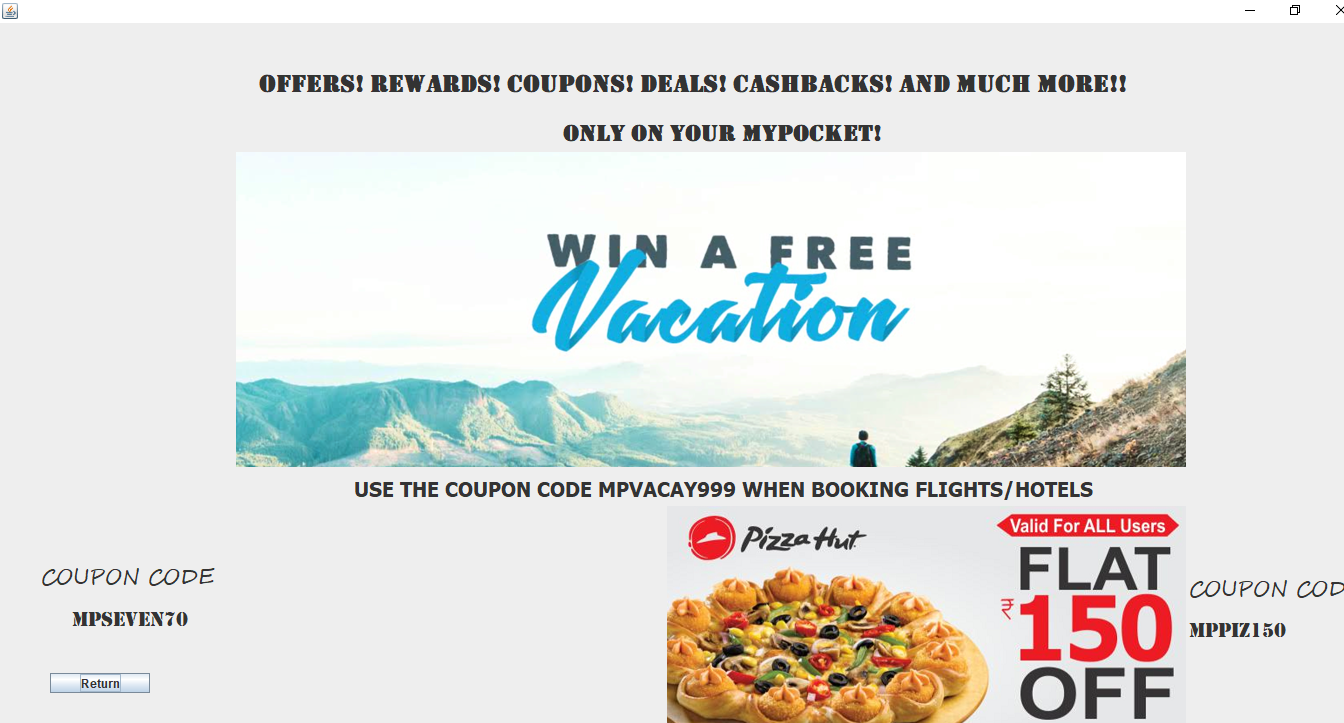 OFFERS! REWARDS! COUPONS! DEALS! CASHBACKS! AND MUCH MORE!!
ONLY ON YOUR MYPOCKET!
WIN A FREE
Vacation
USE THE COUPON CODE MPVACAY999 WHEN BOOKING FLIGHTS/HOTELS
Pizza Hut
Valid For ALL Users
FLAT
₹150
OFF
COUPON CODE
MPSEVEN70
COUPON COD
MPPIZ150
Return